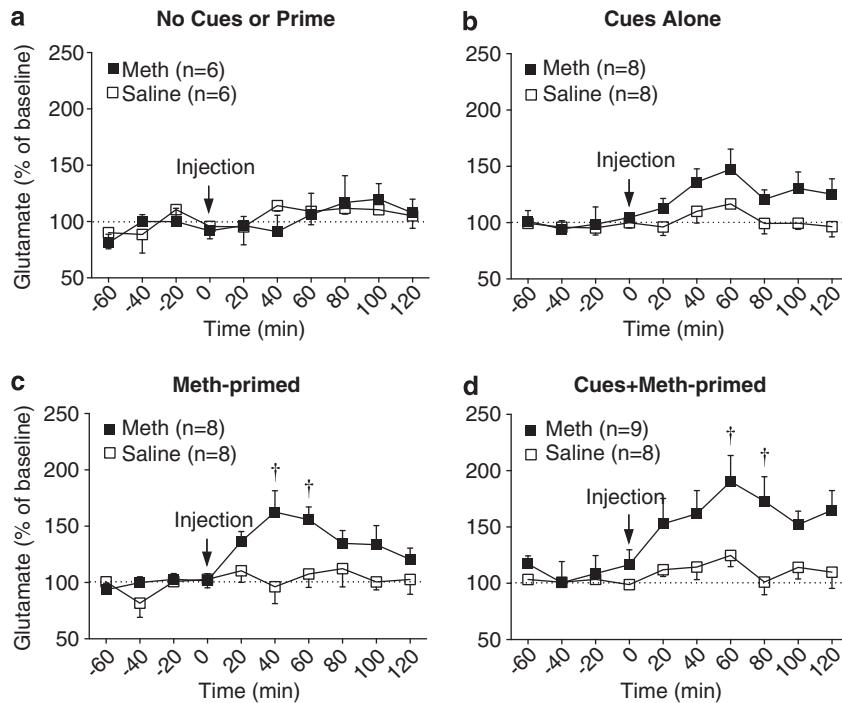 a No Cues or Prime
250
200
150
100
50
Glutamate (% of baseline)
Meth (n=6)
Saline (n=6)
Injection
-60 -40 -20 0 20 40 60 80 100 120
Time (min)
b Cues Alone
250
200
150
100
50
Meth (n=8)
Saline (n=8)
Injection
-60 -40 -20 0 20 40 60 80 100 120
Time (min)
c Meth-primed
250
200
150
100
50
Glutamate (% of baseline)
Meth (n=8)
Saline (n=8)
† †
Injection
-60 -40 -20 0 20 40 60 80 100 120
Time (min)
d Cues+Meth-primed
250
200
150
100
50
Meth (n=9)
Saline (n=8)
† †
Injection
-60 -40 -20 0 20 40 60 80 100 120
Time (min)